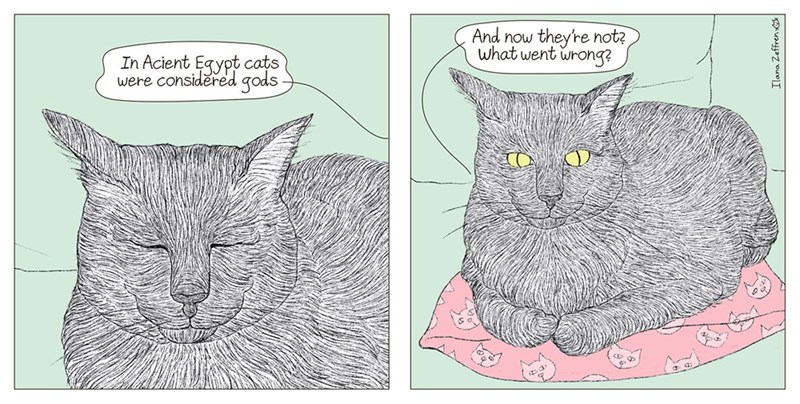 In Acient Egypt cats
were considered gods
And now they're not?
What went wrong?
Ilana Zeffren